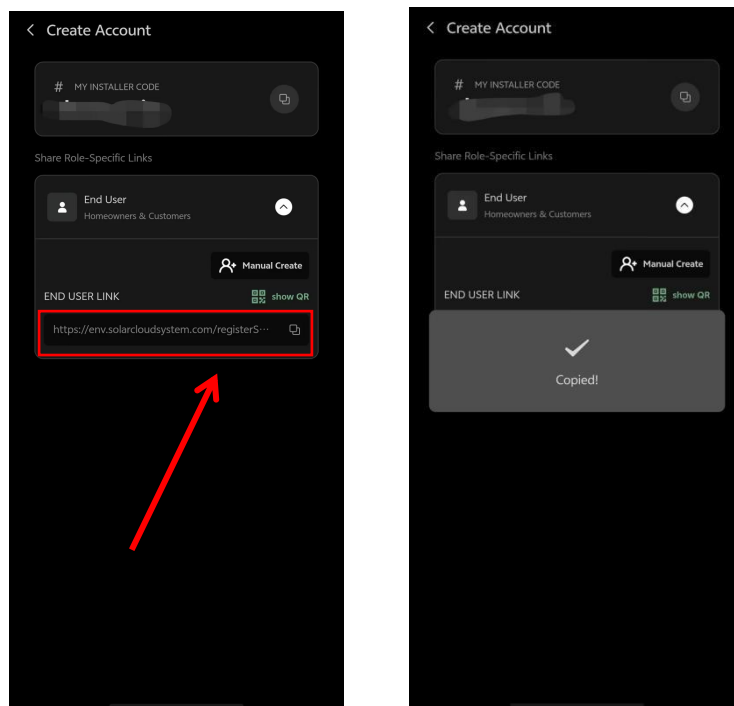 Create Account
# MY INSTALLER CODE
Share Role-Specific Links
End User
Homeowners & Customers
Manual Create
END USER LINK
show QR
https://env.solarcloudsystem.com/registerS···
Create Account
# MY INSTALLER CODE
Share Role-Specific Links
End User
Homeowners & Customers
Manual Create
END USER LINK
show QR
Copied!